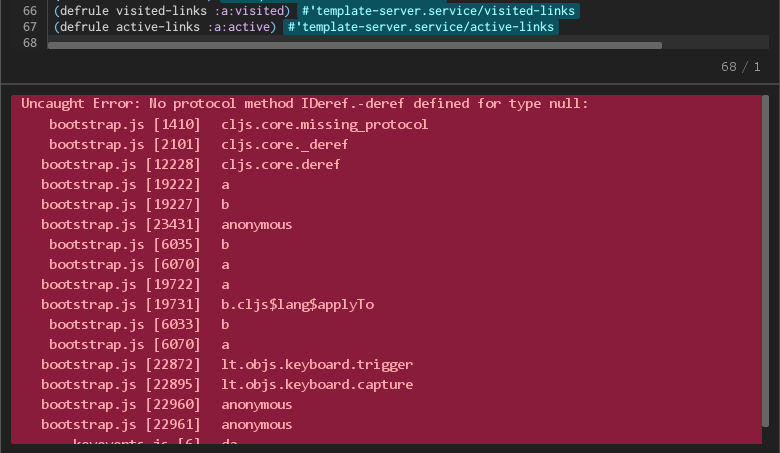 66 (defrule visited-links :a:visited) #'template-server.service/visited-links
67 (defrule active-links :a:active) #'template-server.service/active-links
68
68 / 1
Uncaught Error: No protocol method IDeref.-deref defined for type null:
bootstrap.js [1410] cljs.core.missing_protocol
bootstrap.js [2101] cljs.core._deref
bootstrap.js [12228] cljs.core.deref
bootstrap.js [19222] a
bootstrap.js [19227] b
bootstrap.js [23431] anonymous
bootstrap.js [6035] b
bootstrap.js [6070] a
bootstrap.js [19722] a
bootstrap.js [19731] b.cljs$lang$applyTo
bootstrap.js [6033] b
bootstrap.js [6070] a
bootstrap.js [22872] lt.objs.keyboard.trigger
bootstrap.js [22895] lt.objs.keyboard.capture
bootstrap.js [22960] anonymous
bootstrap.js [22961] anonymous
keyevents.js [6] da